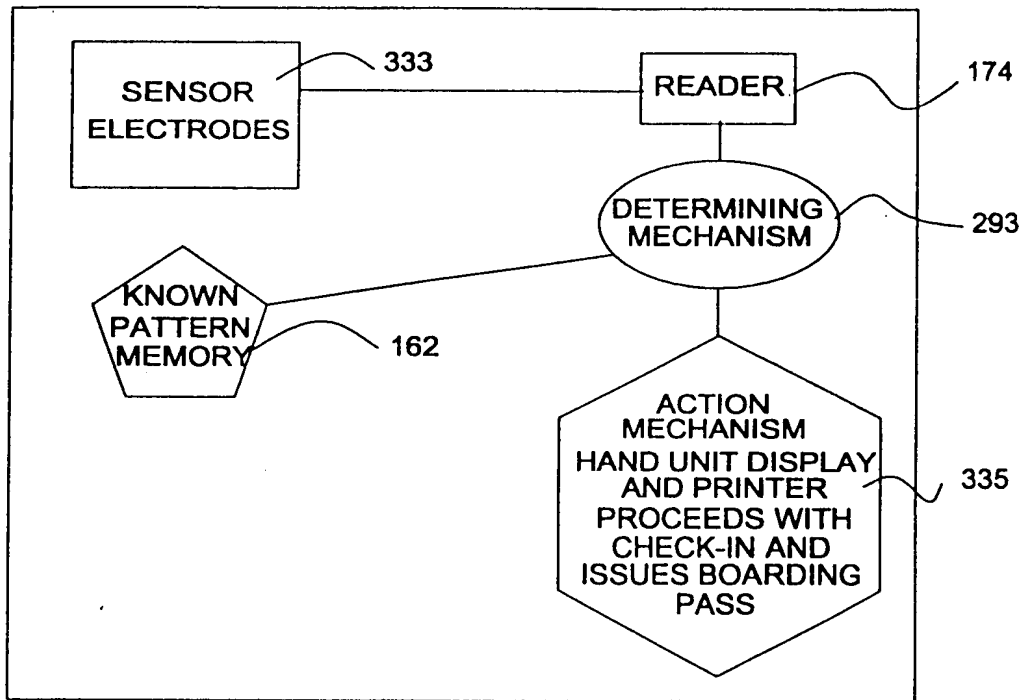 SENSOR
ELECTRODES
333
READER
174
DETERMINING
MECHANISM
293
KNOWN
PATTERN
MEMORY
162
ACTION
MECHANISM
HAND UNIT DISPLAY
AND PRINTER
PROCEEDS WITH
CHECK-IN AND
ISSUES BOARDING
PASS
335